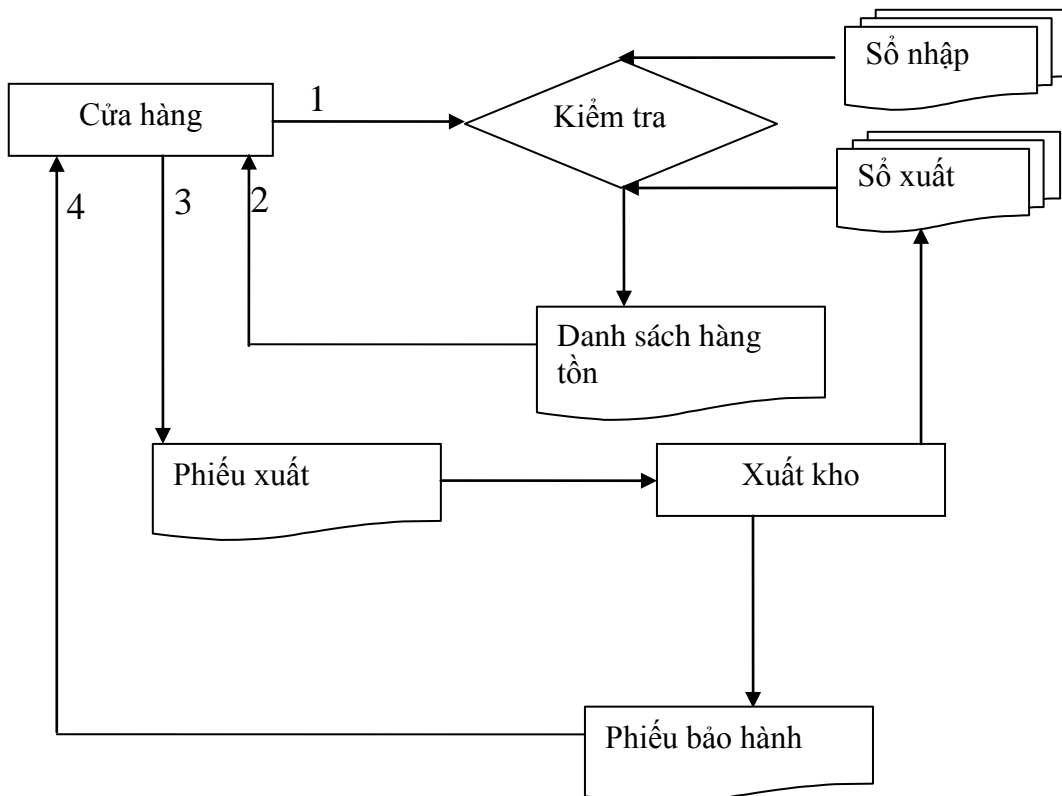 Sổ nhập
1
Cửa hàng
Kiểm tra
Sổ xuất
4
3
2
Danh sách hàng
tồn
Phiếu xuất
Xuất kho
Phiếu bảo hành